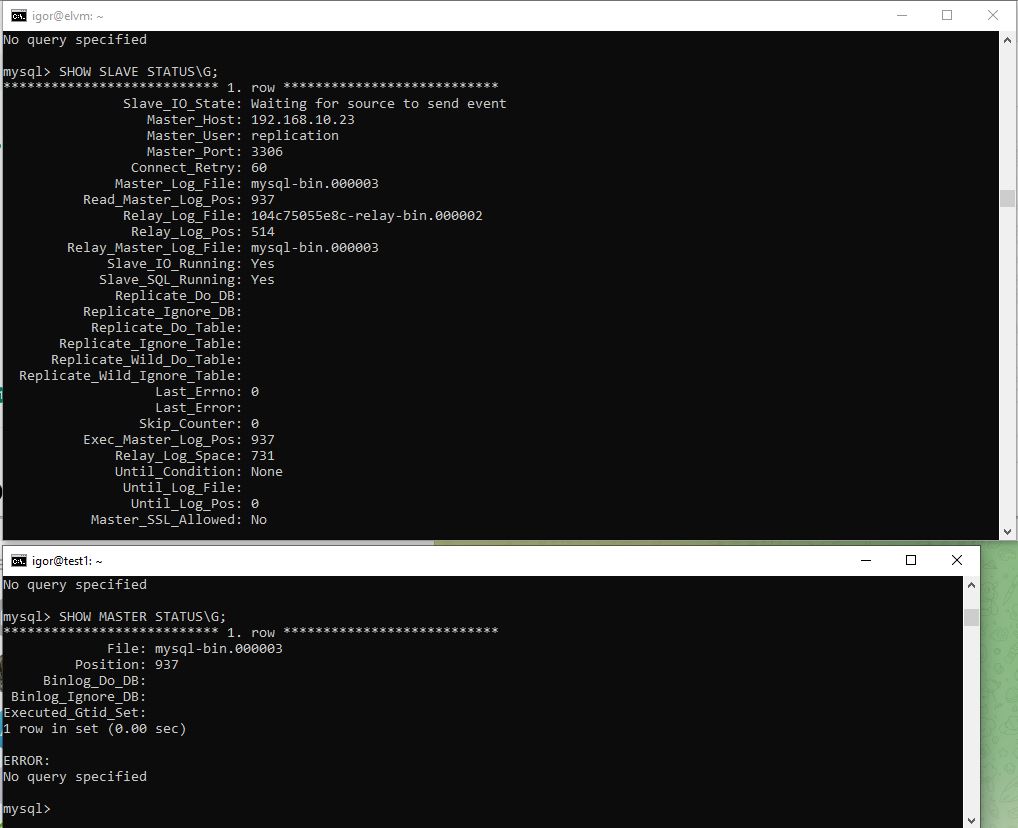 igor@elvm: ~
No query specified
mysql> SHOW SLAVE STATUS\G;
*************************** 1. row ***************************
Slave_IO_State: Waiting for source to send event
Master_Host: 192.168.10.23
Master_User: replication
Master_Port: 3306
Connect_Retry: 60
Master_Log_File: mysql-bin.000003
Read_Master_Log_Pos: 937
Relay_Log_File: 104c75055e8c-relay-bin.000002
Relay_Log_Pos: 514
Relay_Master_Log_File: mysql-bin.000003
Slave_IO_Running: Yes
Slave_SQL_Running: Yes
Replicate_Do_DB:
Replicate_Ignore_DB:
Replicate_Do_Table:
Replicate_Ignore_Table:
Replicate_Wild_Do_Table:
Replicate_Wild_Ignore_Table:
Last_Errno: 0
Last_Error:
Skip_Counter: 0
Exec_Master_Log_Pos: 937
Relay_Log_Space: 731
Until_Condition: None
Until_Log_File:
Until_Log_Pos: 0
Master_SSL_Allowed: No
igor@test1: ~
No query specified
mysql> SHOW MASTER STATUS\G;
*************************** 1. row ***************************
File: mysql-bin.000003
Position: 937
Binlog_Do_DB:
Binlog_Ignore_DB:
Executed_Gtid_Set:
1 row in set (0.00 sec)
ERROR:
No query specified
mysql>